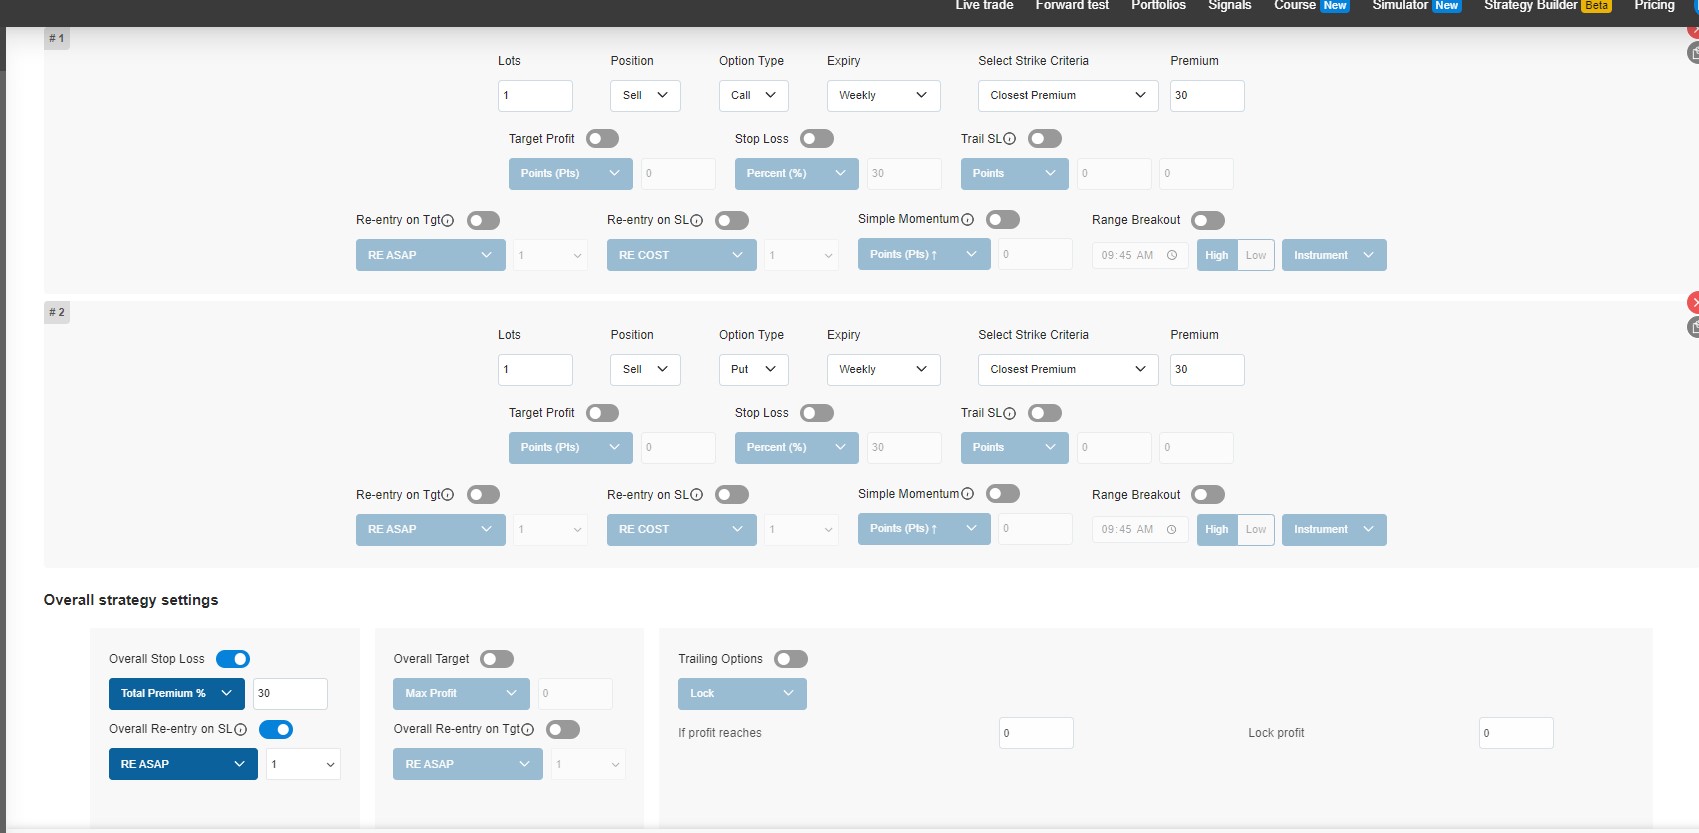 Live trade Forward test Portfolios Signals Course New Simulator New Strategy Builder Beta Pricing
# 1
Lots Position Option Type Expiry Select Strike Criteria Premium
1 Sell Call Weekly Closest Premium 30
Target Profit Stop Loss Trail SL
Points (Pts) 0 Percent (%) 30 Points 0 0
Re-entry on Tgt Re-entry on SL Simple Momentum Range Breakout
RE ASAP 1 RE COST 1 Points (Pts) ↑ 0 09:45 AM High Low Instrument
# 2
Lots Position Option Type Expiry Select Strike Criteria Premium
1 Sell Put Weekly Closest Premium 30
Target Profit Stop Loss Trail SL
Points (Pts) 0 Percent (%) 30 Points 0 0
Re-entry on Tgt Re-entry on SL Simple Momentum Range Breakout
RE ASAP 1 RE COST 1 Points (Pts) ↑ 0 09:45 AM High Low Instrument
Overall strategy settings
Overall Stop Loss Overall Target Trailing Options
Total Premium % 30 Max Profit 0 Lock
Overall Re-entry on SL Overall Re-entry on Tgt If profit reaches 0 Lock profit 0
RE ASAP 1 RE ASAP 1